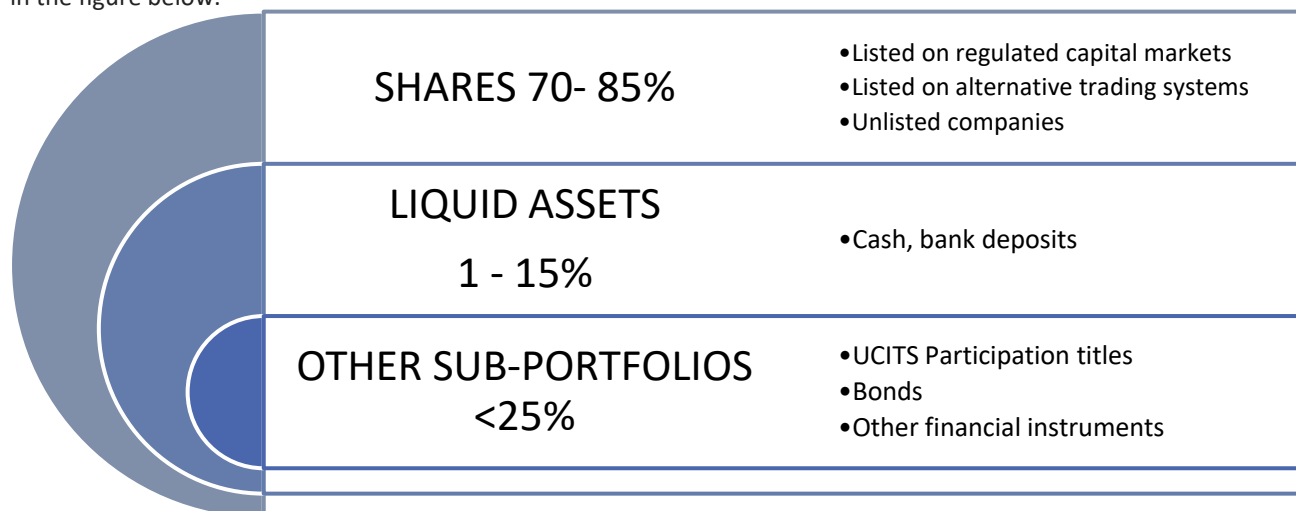 in the figure below:
SHARES 70- 85%
•Listed on regulated capital markets
•Listed on alternative trading systems
•Unlisted companies
LIQUID ASSETS
1 - 15%
•Cash, bank deposits
OTHER SUB-PORTFOLIOS
<25%
•UCITS Participation titles
•Bonds
•Other financial instruments